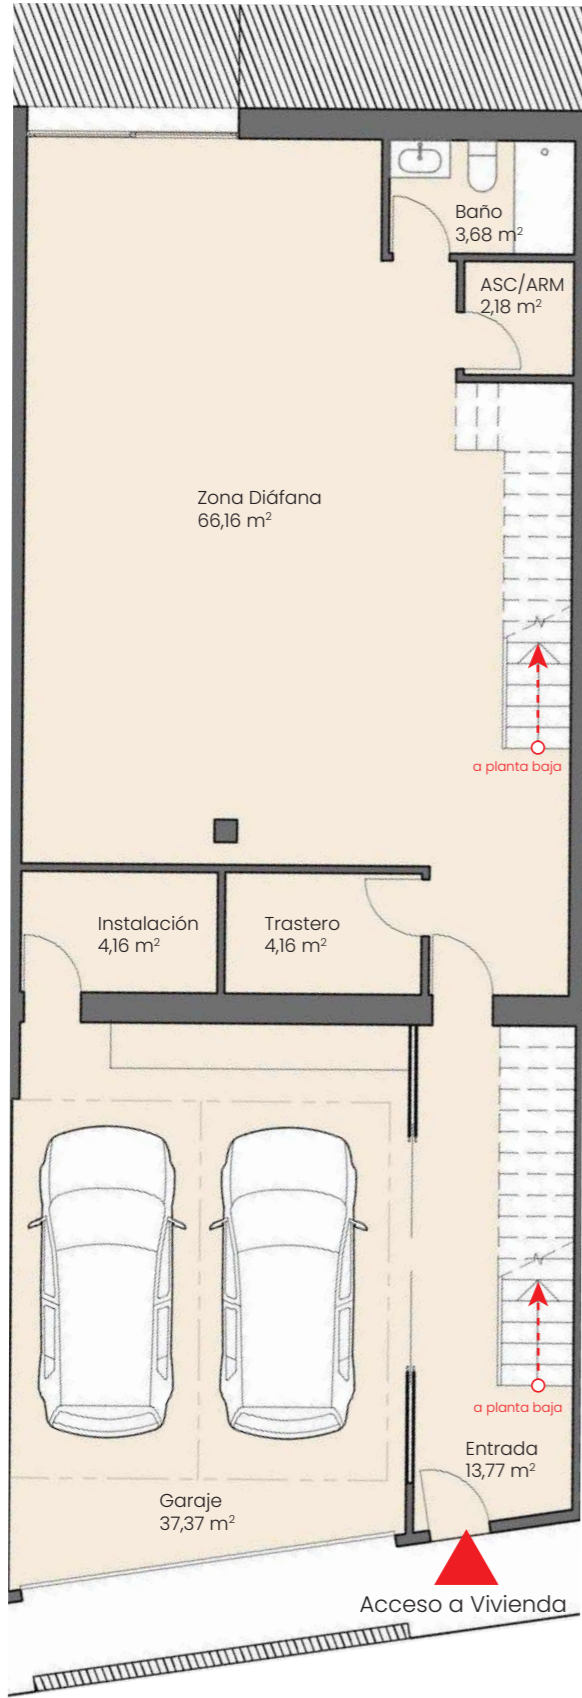 Baño
3,68 m²
ASC/ARM
2,18 m²
Zona Diáfana
66,16 m²
a planta baja
Instalación
4,16 m²
Trastero
4,16 m²
a planta baja
Entrada
13,77 m²
Garaje
37,37 m²
Acceso a Vivienda